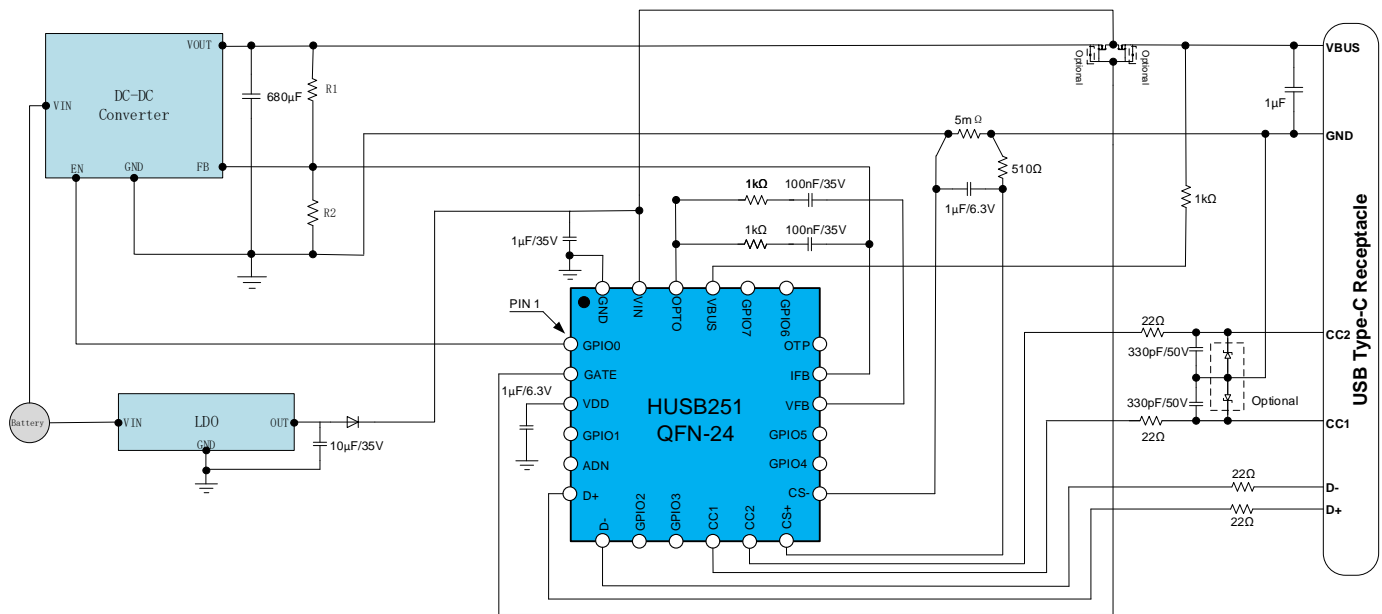 VOUT
DC-DC
Converter
VIN
EN
GND
FB
680µF
R1
R2
Optional
Optional
VBUS
1µF
GND
5mΩ
510Ω
1µF/6.3V
1kΩ
1kΩ
100nF/35V
1kΩ
100nF/35V
1µF/35V
PIN 1
GND
VIN
OPTO
VBUS
GPIO7
GPIO6
GPIO0
GATE
VDD
GPIO1
ADN
D+
D-
GPIO2
GPIO3
CC1
CC2
CS+
OTP
IFB
VFB
GPIO5
GPIO4
CS-
HUSB251
QFN-24
1µF/6.3V
Battery
VIN
LDO
OUT
GND
10µF/35V
22Ω
CC2
330pF/50V
330pF/50V
Optional
22Ω
CC1
22Ω
D-
22Ω
D+
USB Type-C Receptacle